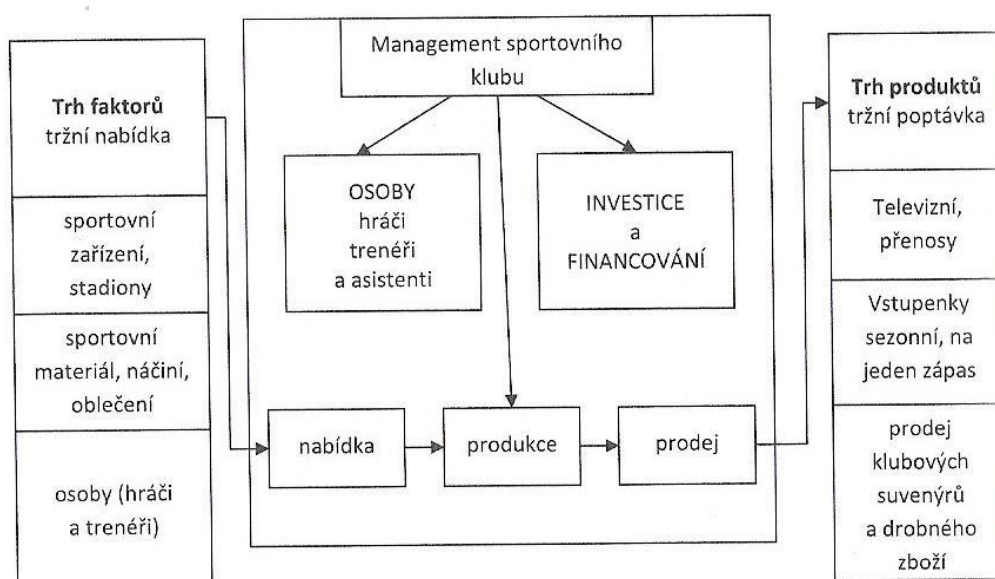 Trh faktorů
tržní nabídka
sportovní
zařízení,
stadiony
sportovní
materiál, náčiní,
oblečení
osoby (hráči
a trenéři)
Management sportovního
klubu
OSOBY
hráči
trenéři
a asistenti
INVESTICE
a
FINANCOVÁNÍ
nabídka
produkce
prodej
Trh produktů
tržní poptávka
Televizní,
přenosy
Vstupenky
sezonní, na
jeden zápas
prodej
klubových
suvenýrů
a drobného
zboží